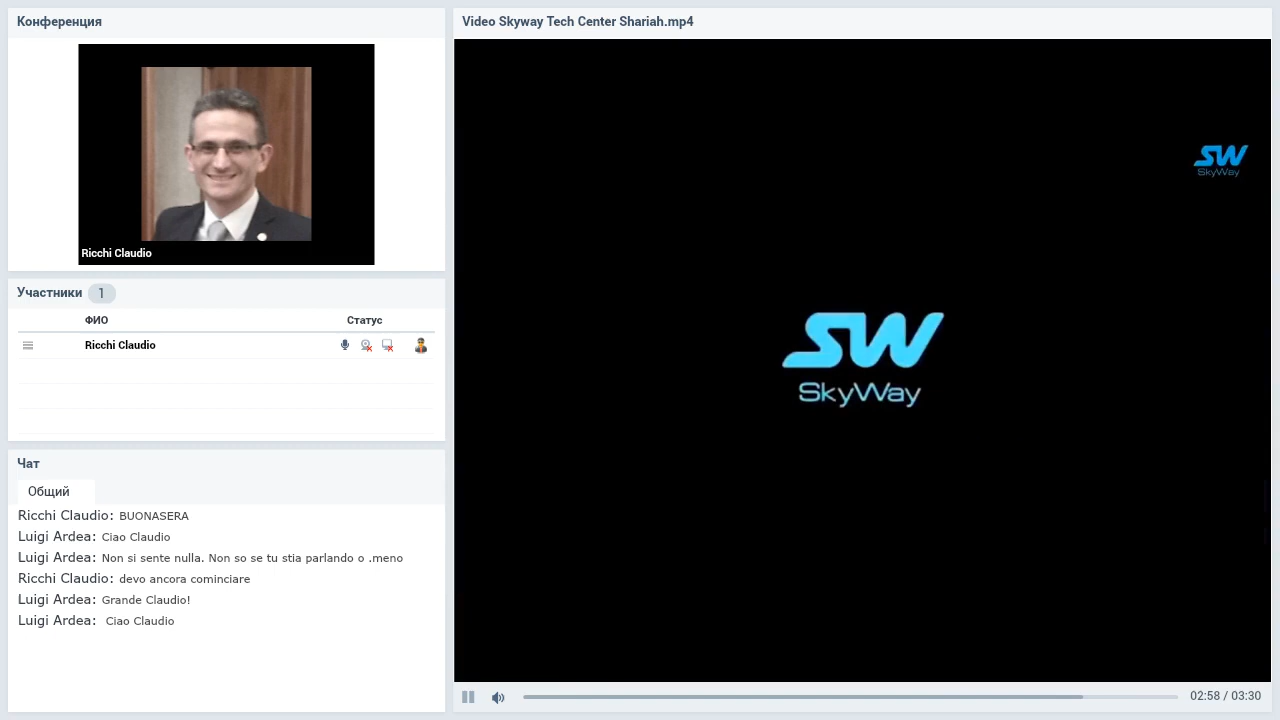 Конференция
Ricchi Claudio
Участники 1
ФИО Статус
Ricchi Claudio
Чат
Общий
Ricchi Claudio: BUONASERA
Luigi Ardea: Ciao Claudio
Luigi Ardea: Non si sente nulla. Non so se tu stia parlando o .meno
Ricchi Claudio: devo ancora cominciare
Luigi Ardea: Grande Claudio!
Luigi Ardea: Ciao Claudio
Video Skyway Tech Center Shariah.mp4
SW
SkyWay
SW
SkyWay
02:58 / 03:30